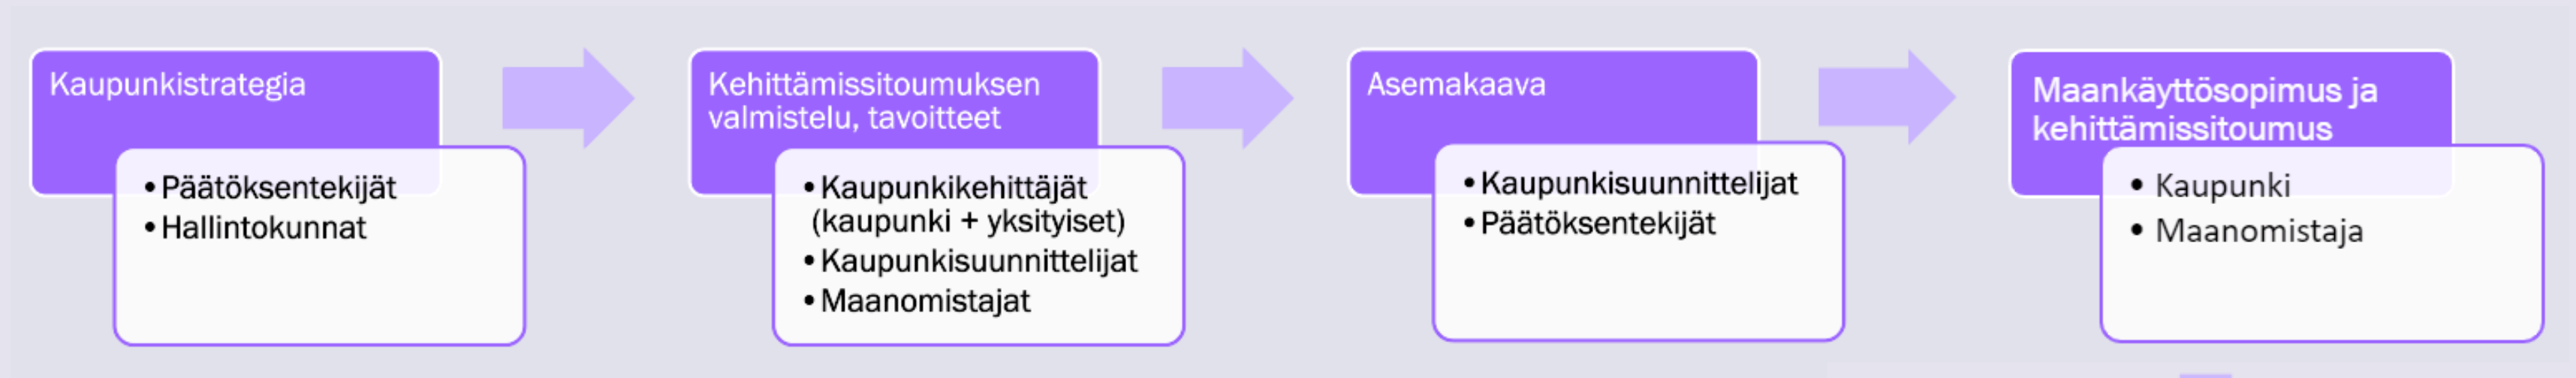 Kaupunkistrategia
•Päätöksentekijät
•Hallintokunnat
Kehittämissitoumuksen
valmistelu, tavoitteet
•Kaupunkikehittäjät
(kaupunki + yksityiset)
•Kaupunkisuunnittelijat
•Maanomistajat
Asemakaava
•Kaupunkisuunnittelijat
•Päätöksentekijät
Maankäyttösopimus ja
kehittämissitoumus
• Kaupunki
• Maanomistaja